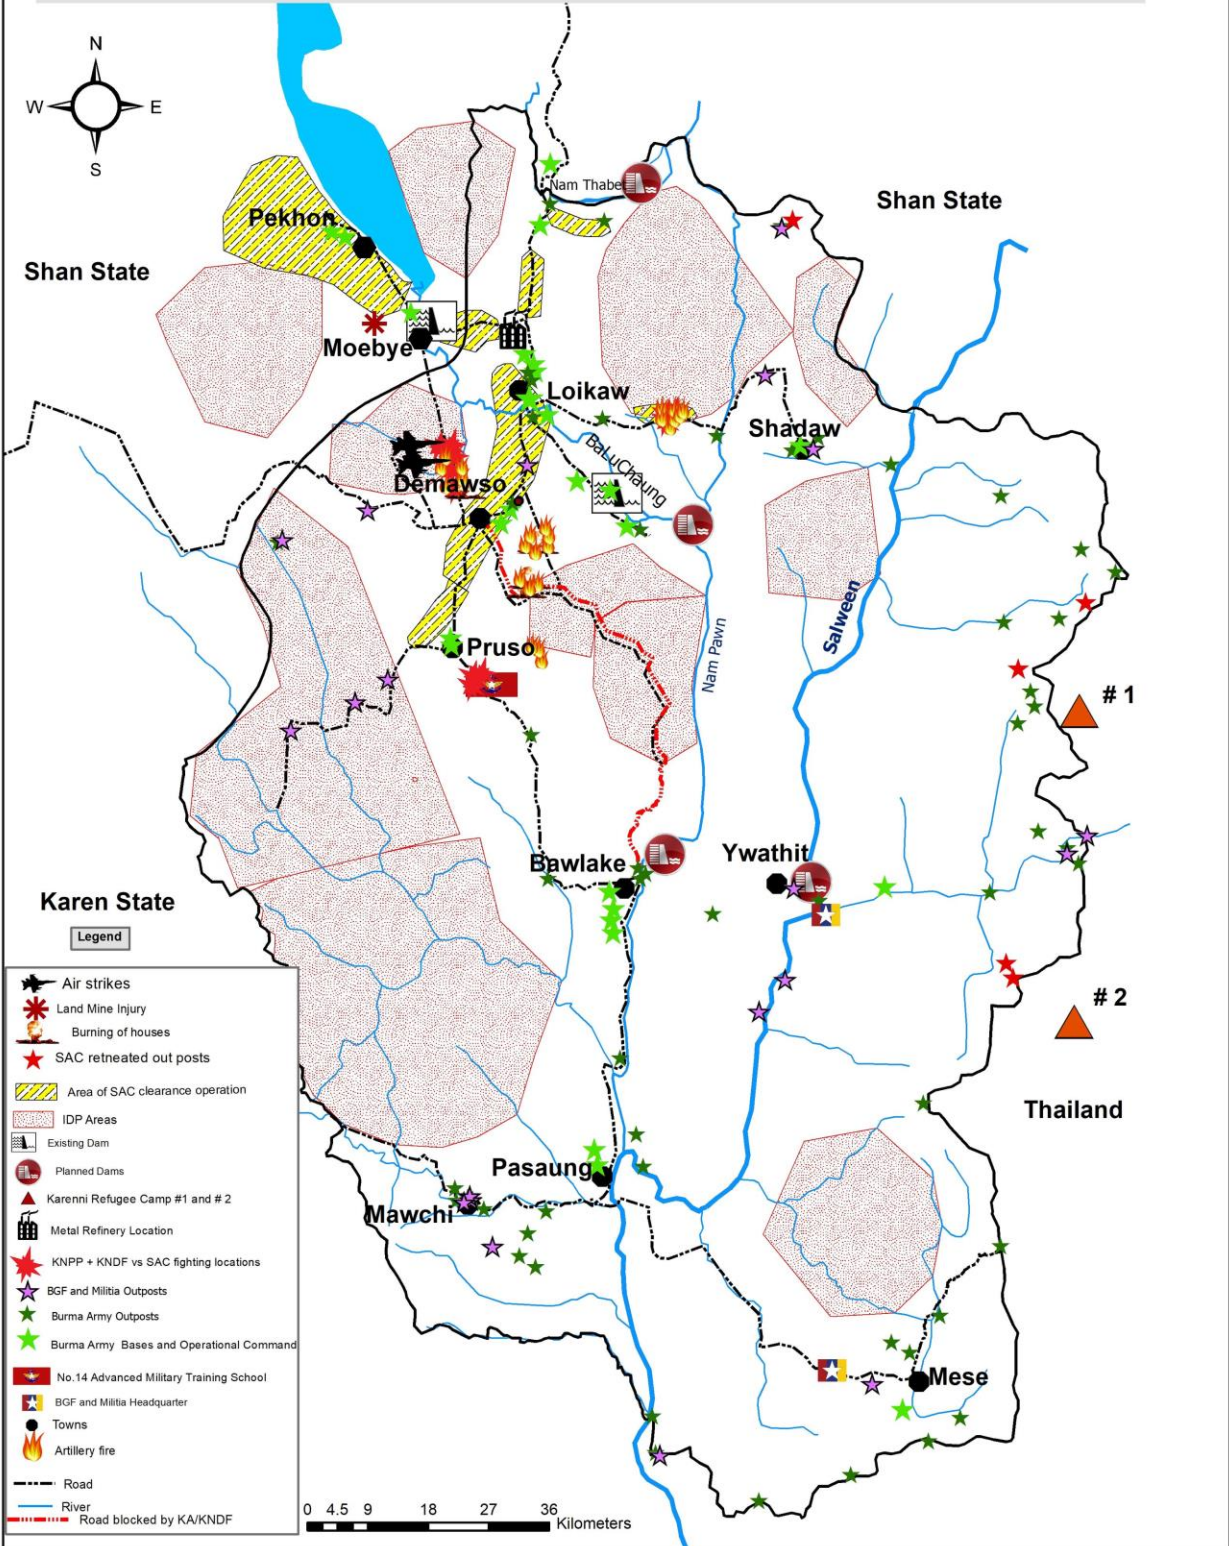 N
W E
S
Nam Thabet
Shan State
Pekhon
Shan State
Moebye
Loikaw
Shadaw
BaLuChaung
Demawso
Salween
Nam Pawn
Pruso
# 1
Bawlake
Ywathit
Karen State
# 2
Thailand
Pasaung
Mawchi
Mese
Legend
Air strikes
Land Mine Injury
Burning of houses
SAC retneated out posts
Area of SAC clearance operation
IDP Areas
Existing Dam
Planned Dams
Karenni Refugee Camp #1 and # 2
Metal Refinery Location
KNPP + KNDF vs SAC fighting locations
BGF and Militia Outposts
Burma Army Outposts
Burma Army Bases and Operational Command
No.14 Advanced Military Training School
BGF and Militia Headquarter
Towns
Artillery fire
Road
River
Road blocked by KA/KNDF
0 4.5 9 18 27 36
Kilometers